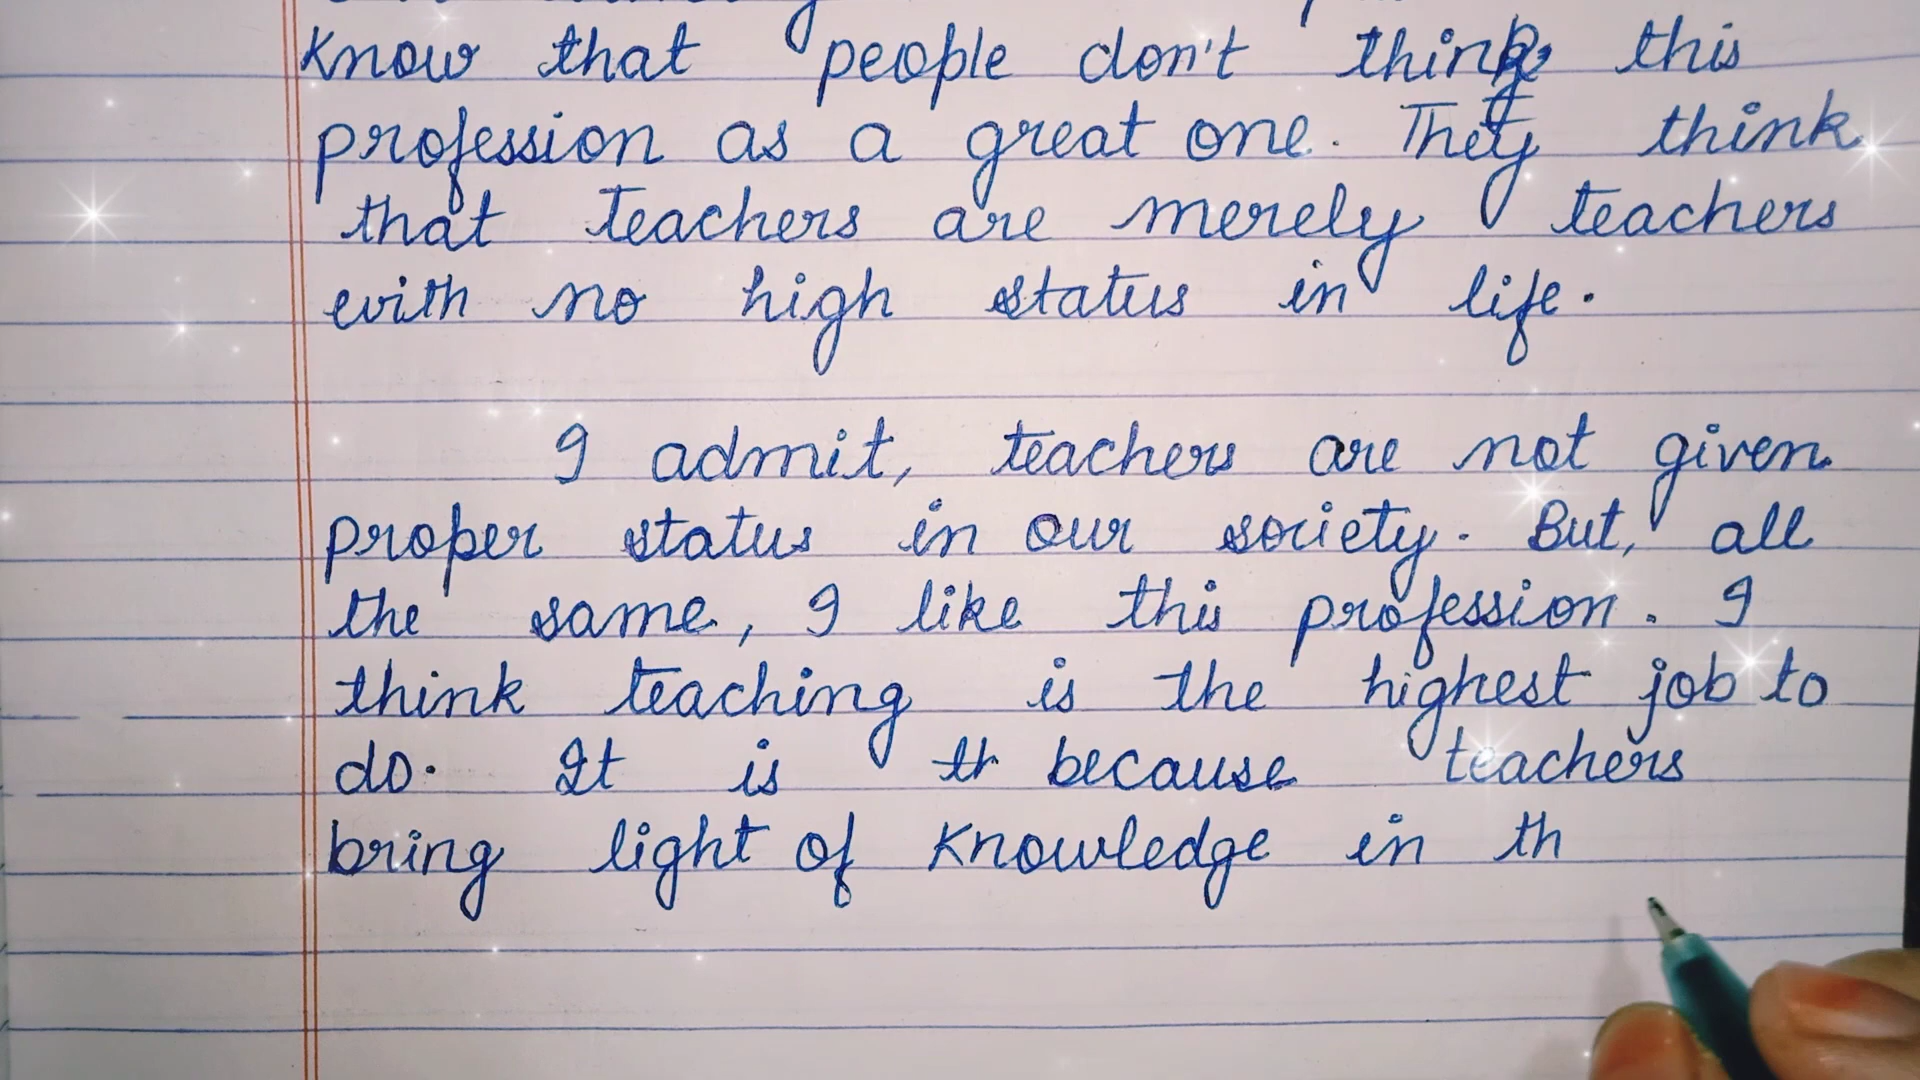 Know that people don't think this
profession as a great one. They think
that teachers are merely teachers
with no high status in life.
I admit, teachers are not given
proper status in our society. But, all
the same, I like this profession. I
think teaching is the highest job to
do. It is th because teachers
bring light of Knowledge in th